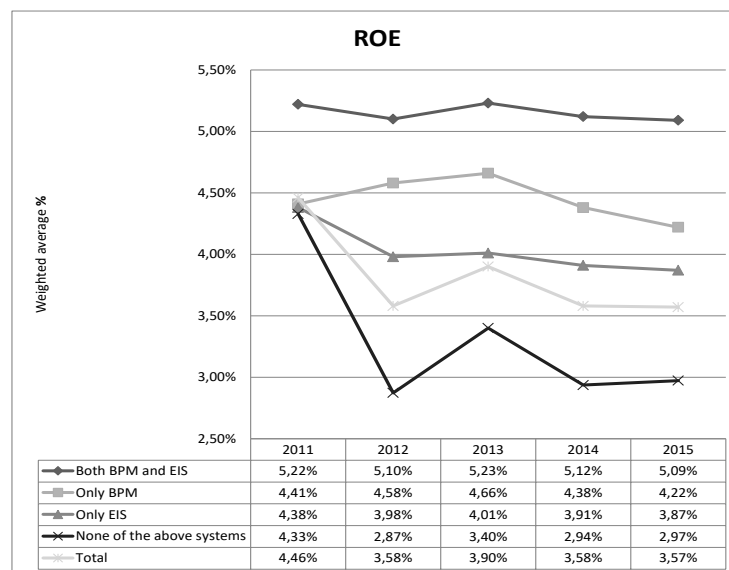 ROE
5,50%
5,00%
4,50%
4,00%
3,50%
3,00%
2,50%
Weighted average %
2011 2012 2013 2014 2015
Both BPM and EIS 5,22% 5,10% 5,23% 5,12% 5,09%
Only BPM 4,41% 4,58% 4,66% 4,38% 4,22%
Only EIS 4,38% 3,98% 4,01% 3,91% 3,87%
None of the above systems 4,33% 2,87% 3,40% 2,94% 2,97%
Total 4,46% 3,58% 3,90% 3,58% 3,57%